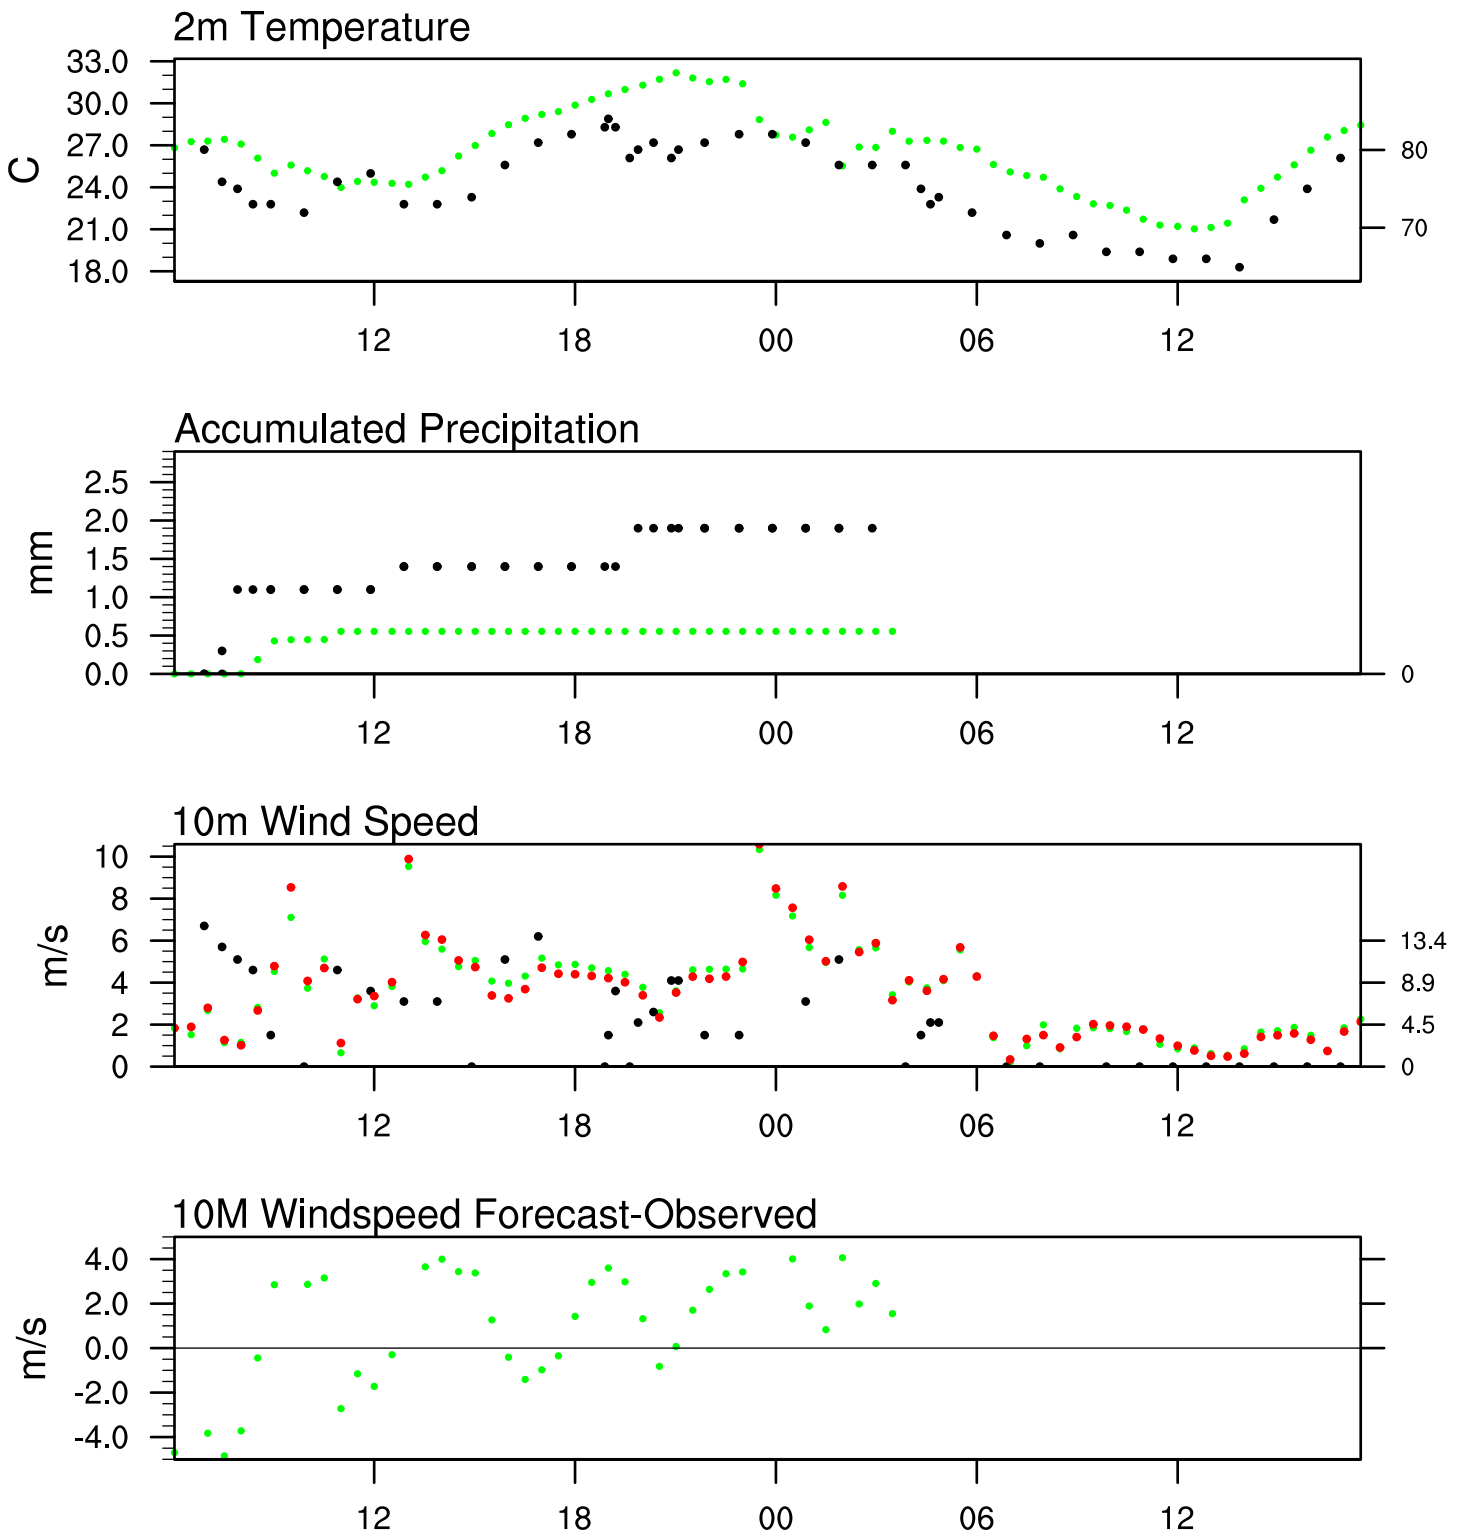 2m Temperature
33.0
30.0
27.0
24.0
21.0
18.0
C
80
70
12 18 00 06 12
Accumulated Precipitation
2.5
2.0
1.5
1.0
0.5
0.0
mm
0
12 18 00 06 12
10m Wind Speed
10
8
6
4
2
0
m/s
13.4
8.9
4.5
0
12 18 00 06 12
10M Windspeed Forecast-Observed
4.0
2.0
0.0
-2.0
-4.0
m/s
12 18 00 06 12